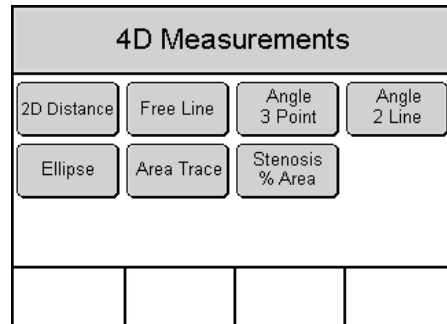 4D Measurements
2D Distance
Free Line
Angle
3 Point
Angle
2 Line
Ellipse
Area Trace
Stenosis
% Area